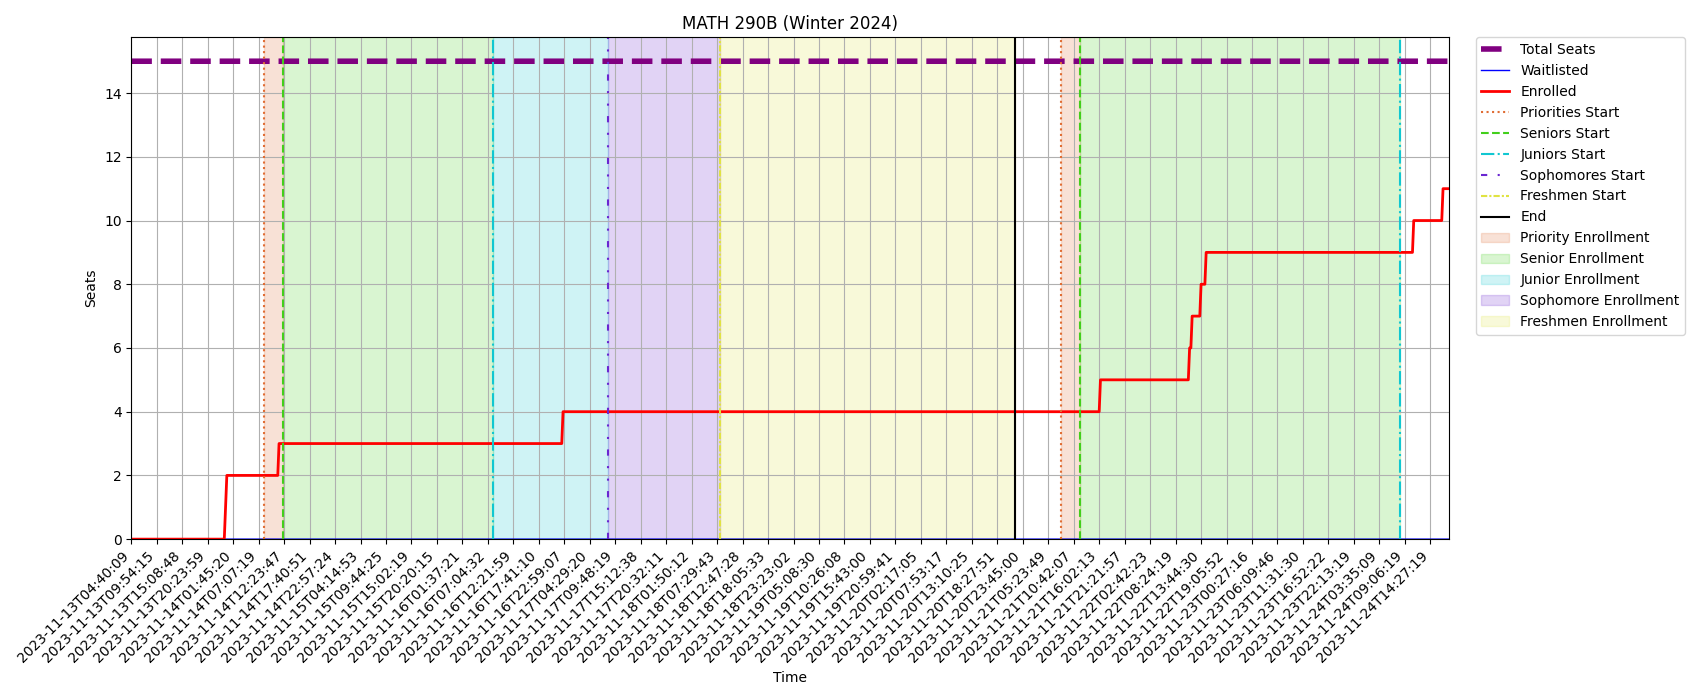 MATH 290B (Winter 2024)
Total Seats
Waitlisted
Enrolled
Priorities Start
Seniors Start
Juniors Start
Sophomores Start
Freshmen Start
End
Priority Enrollment
Senior Enrollment
Junior Enrollment
Sophomore Enrollment
Freshmen Enrollment
Seats
14
12
10
8
6
4
2
0
2023-11-13T04:40:09
2023-11-13T09:54:15
2023-11-13T15:08:48
2023-11-13T20:23:59
2023-11-14T01:45:20
2023-11-14T07:07:19
2023-11-14T12:23:47
2023-11-14T17:40:51
2023-11-14T22:57:24
2023-11-15T04:14:53
2023-11-15T09:44:25
2023-11-15T15:02:19
2023-11-15T20:20:15
2023-11-16T01:37:21
2023-11-16T07:04:32
2023-11-16T12:21:59
2023-11-16T17:41:10
2023-11-16T22:59:07
2023-11-17T04:29:20
2023-11-17T09:48:19
2023-11-17T15:12:38
2023-11-17T20:32:11
2023-11-18T01:50:12
2023-11-18T07:29:43
2023-11-18T12:47:28
2023-11-18T18:05:33
2023-11-18T23:23:02
2023-11-19T05:08:30
2023-11-19T10:26:08
2023-11-19T15:43:00
2023-11-19T20:59:41
2023-11-20T02:17:05
2023-11-20T07:53:17
2023-11-20T13:10:25
2023-11-20T18:27:51
2023-11-20T23:45:00
2023-11-21T05:23:49
2023-11-21T10:42:07
2023-11-21T16:02:13
2023-11-21T21:21:57
2023-11-22T02:42:23
2023-11-22T08:24:19
2023-11-22T13:44:30
2023-11-22T19:05:52
2023-11-23T00:27:16
2023-11-23T06:09:46
2023-11-23T11:31:30
2023-11-23T16:52:22
2023-11-23T22:13:19
2023-11-24T03:35:09
2023-11-24T09:06:19
2023-11-24T14:27:19
Time